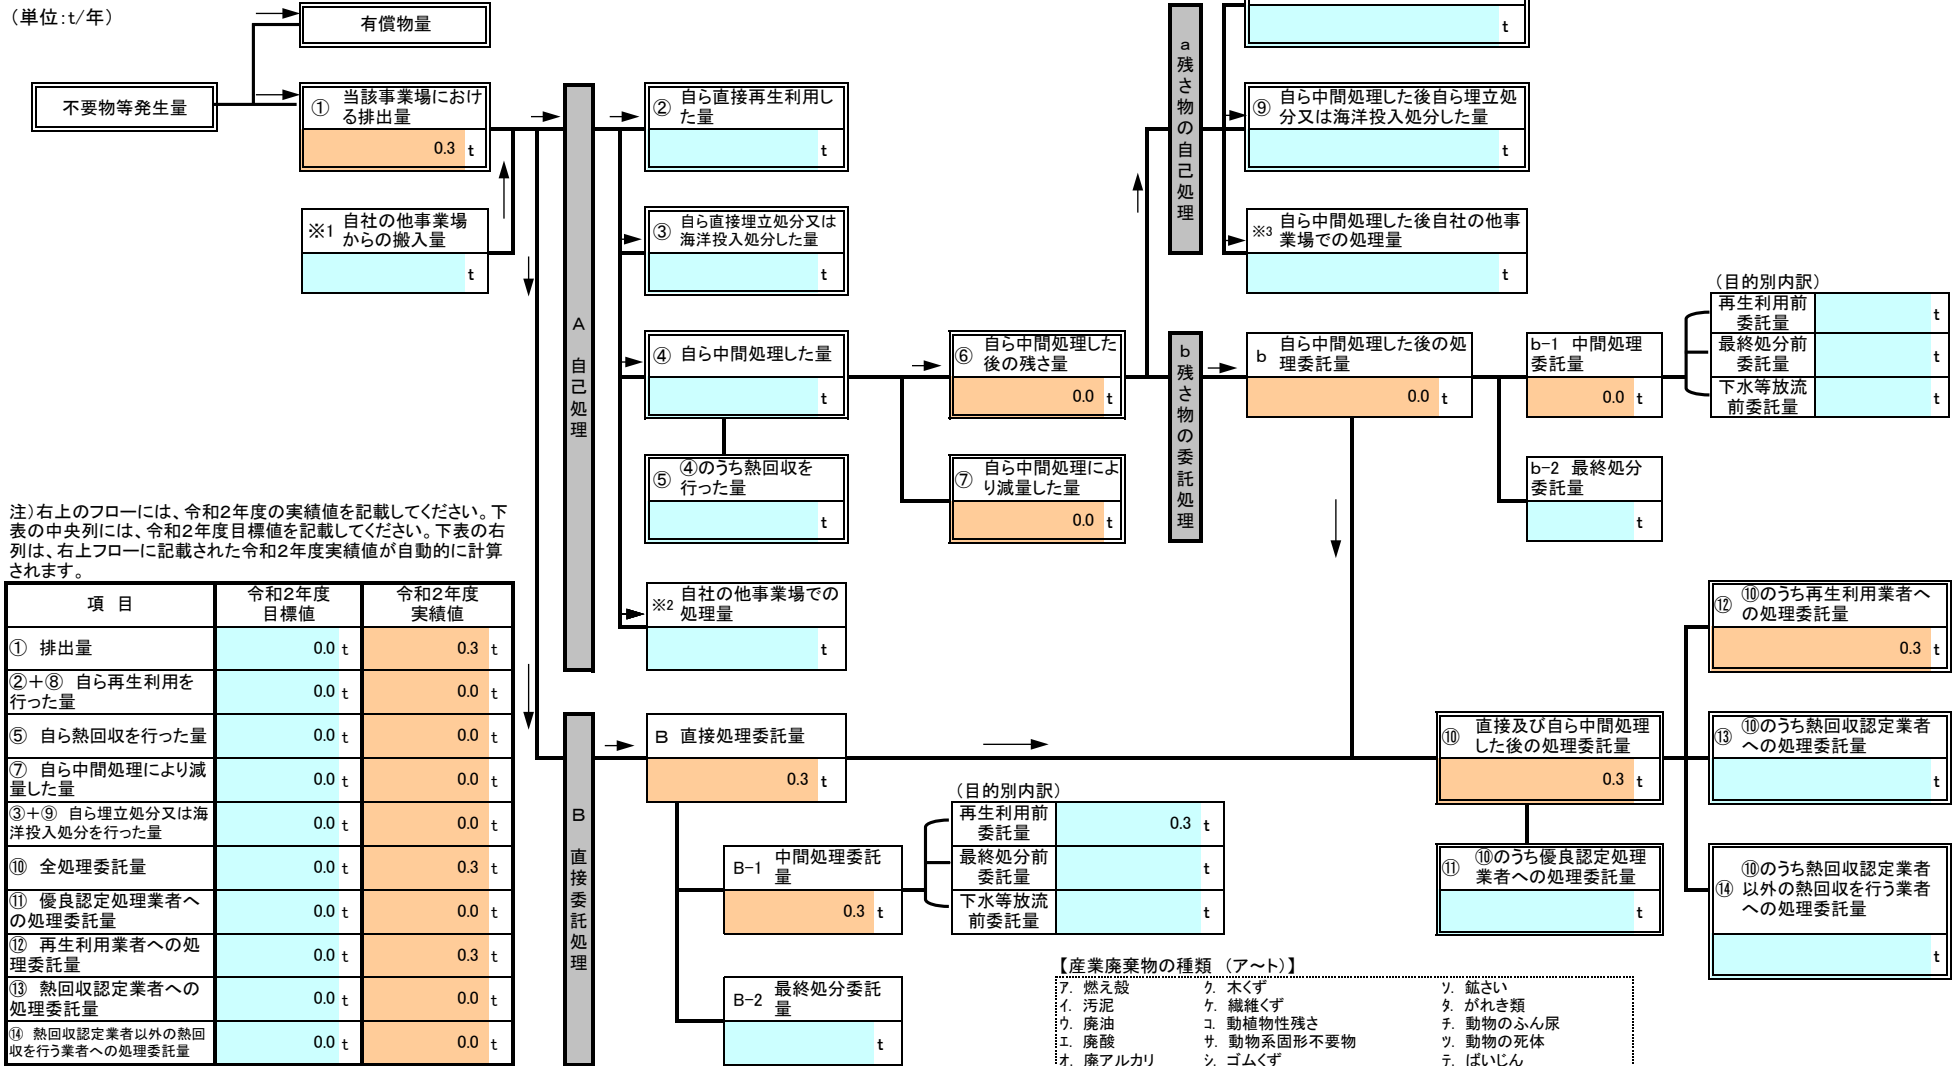 (単位:t/年)
有償物量
不要物等発生量
① 当該事業場におけ
る排出量
0.3 t
※1 自社の他事業場
からの搬入量
t
A 自己処理
② 自ら直接再生利用し
た量
t
③ 自ら直接埋立処分又は
海洋投入処分した量
t
④ 自ら中間処理した量
t
⑤ ④のうち熱回収を
行った量
t
※2 自社の他事業場での
処理量
t
⑥ 自ら中間処理した
後の残さ量
0.0 t
⑦ 自ら中間処理によ
り減量した量
0.0 t
a 残さ物の自己処理
t
⑨ 自ら中間処理した後自ら埋立処
分又は海洋投入処分した量
t
※3 自ら中間処理した後自社の他事
業場での処理量
t
b 残さ物の委託処理
b 自ら中間処理した後の処
理委託量
0.0 t
b-1 中間処理
委託量
0.0 t
b-2 最終処分
委託量
t
(目的別内訳)
再生利用前
委託量
t
最終処分前
委託量
t
下水等放流
前委託量
t
注)右上のフローには、令和2年度の実績値を記載してください。下
表の中央列には、令和2年度目標値を記載してください。下表の右
列は、右上フローに記載された令和2年度実績値が自動的に計算
されます。
項 目 令和2年度 目標値 令和2年度 実績値
① 排出量 0.0 t 0.3 t
②+⑧ 自ら再生利用を
行った量 0.0 t 0.0 t
⑤ 自ら熱回収を行った量 0.0 t 0.0 t
⑦ 自ら中間処理により減
量した量 0.0 t 0.0 t
③+⑨ 自ら埋立処分又は海
洋投入処分を行った量 0.0 t 0.0 t
⑩ 全処理委託量 0.0 t 0.3 t
⑪ 優良認定処理業者へ
の処理委託量 0.0 t 0.0 t
⑫ 再生利用業者への処
理委託量 0.0 t 0.3 t
⑬ 熱回収認定業者への
処理委託量 0.0 t 0.0 t
⑭ 熱回収認定業者以外の熱回
収を行う業者への処理委託量 0.0 t 0.0 t
B 直接委託処理
B 直接処理委託量
0.3 t
B-1 中間処理委託
量
0.3 t
B-2 最終処分委託
量
t
(目的別内訳)
再生利用前
委託量
0.3 t
最終処分前
委託量
t
下水等放流
前委託量
t
⑩ 直接及び自ら中間処理
した後の処理委託量
0.3 t
⑪ ⑩のうち優良認定処理
業者への処理委託量
t
⑫ ⑩のうち再生利用業者へ
の処理委託量
0.3 t
⑬ ⑩のうち熱回収認定業者
への処理委託量
t
⑭ ⑩のうち熱回収認定業者
以外の熱回収を行う業者
への処理委託量
t
【産業廃棄物の種類 (ア~ト)】
ア. 燃え殻 ク. 木くず ソ. 鉱さい
イ. 汚泥 ケ. 繊維くず タ. がれき類
ウ. 廃油 コ. 動植物性残さ チ. 動物のふん尿
エ. 廃酸 サ. 動物系固形不要物 ツ. 動物の死体
オ. 廃アルカリ シ. ゴムくず テ. ばいじん